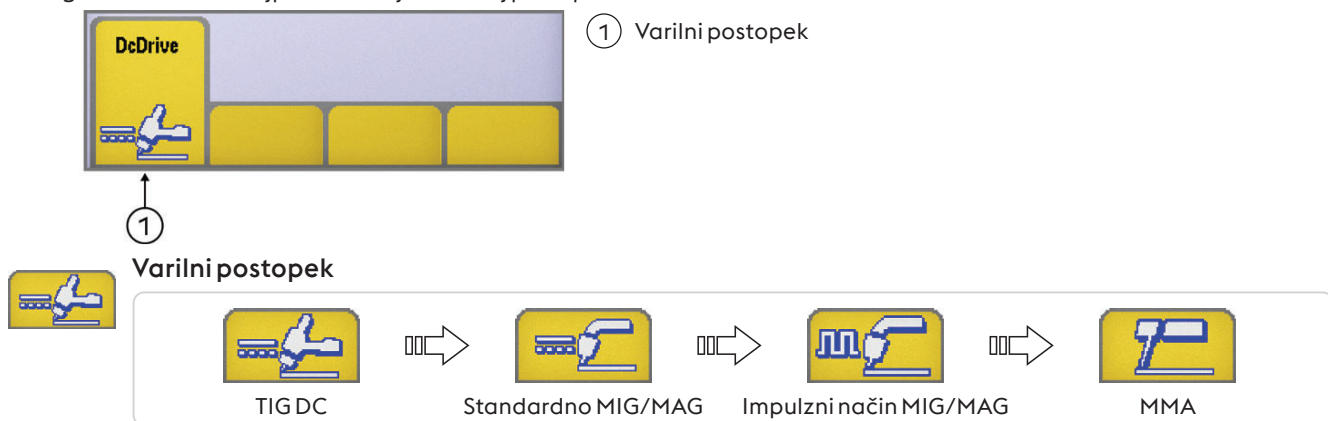 DcDrive
1 Varilni postopek
1
Varilni postopek
TIG DC
Standardno MIG/MAG
Impulzni način MIG/MAG
MMA